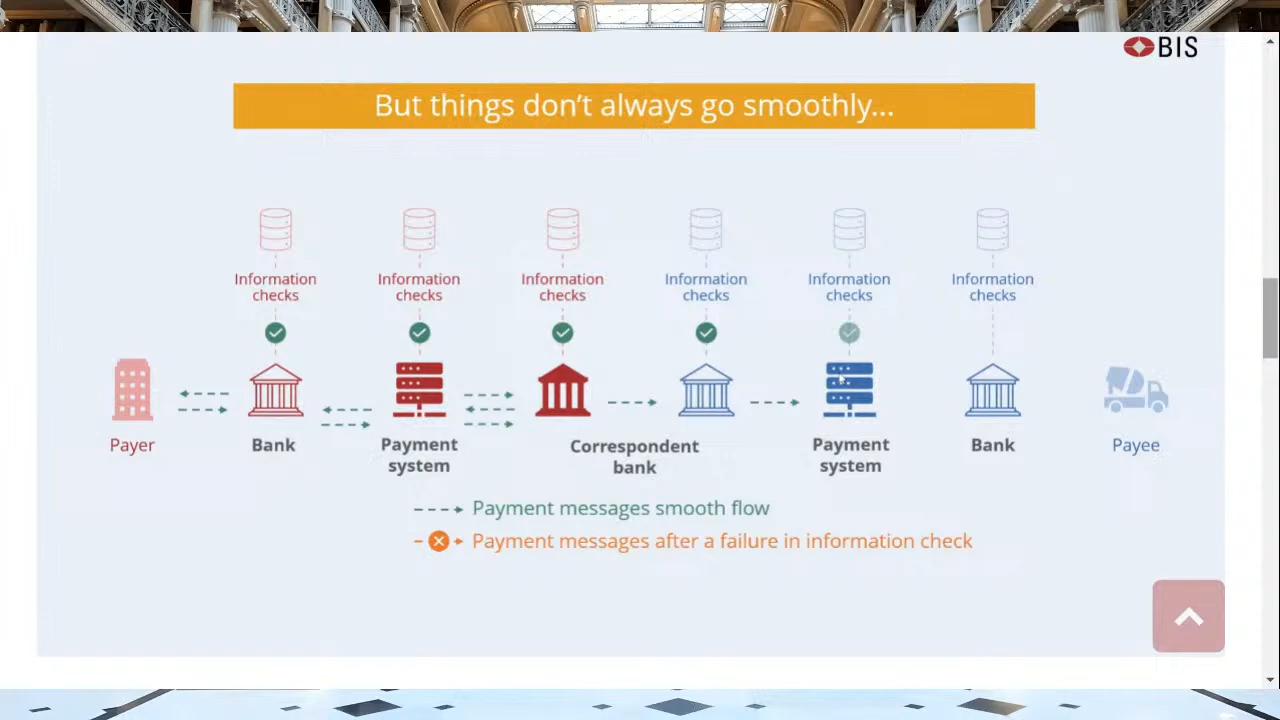 BIS
But things don't always go smoothly...
Information checks
Information checks
Information checks
Information checks
Information checks
Information checks
Payer
Bank
Payment system
Correspondent bank
Payment system
Bank
Payee
Payment messages smooth flow
Payment messages after a failure in information check